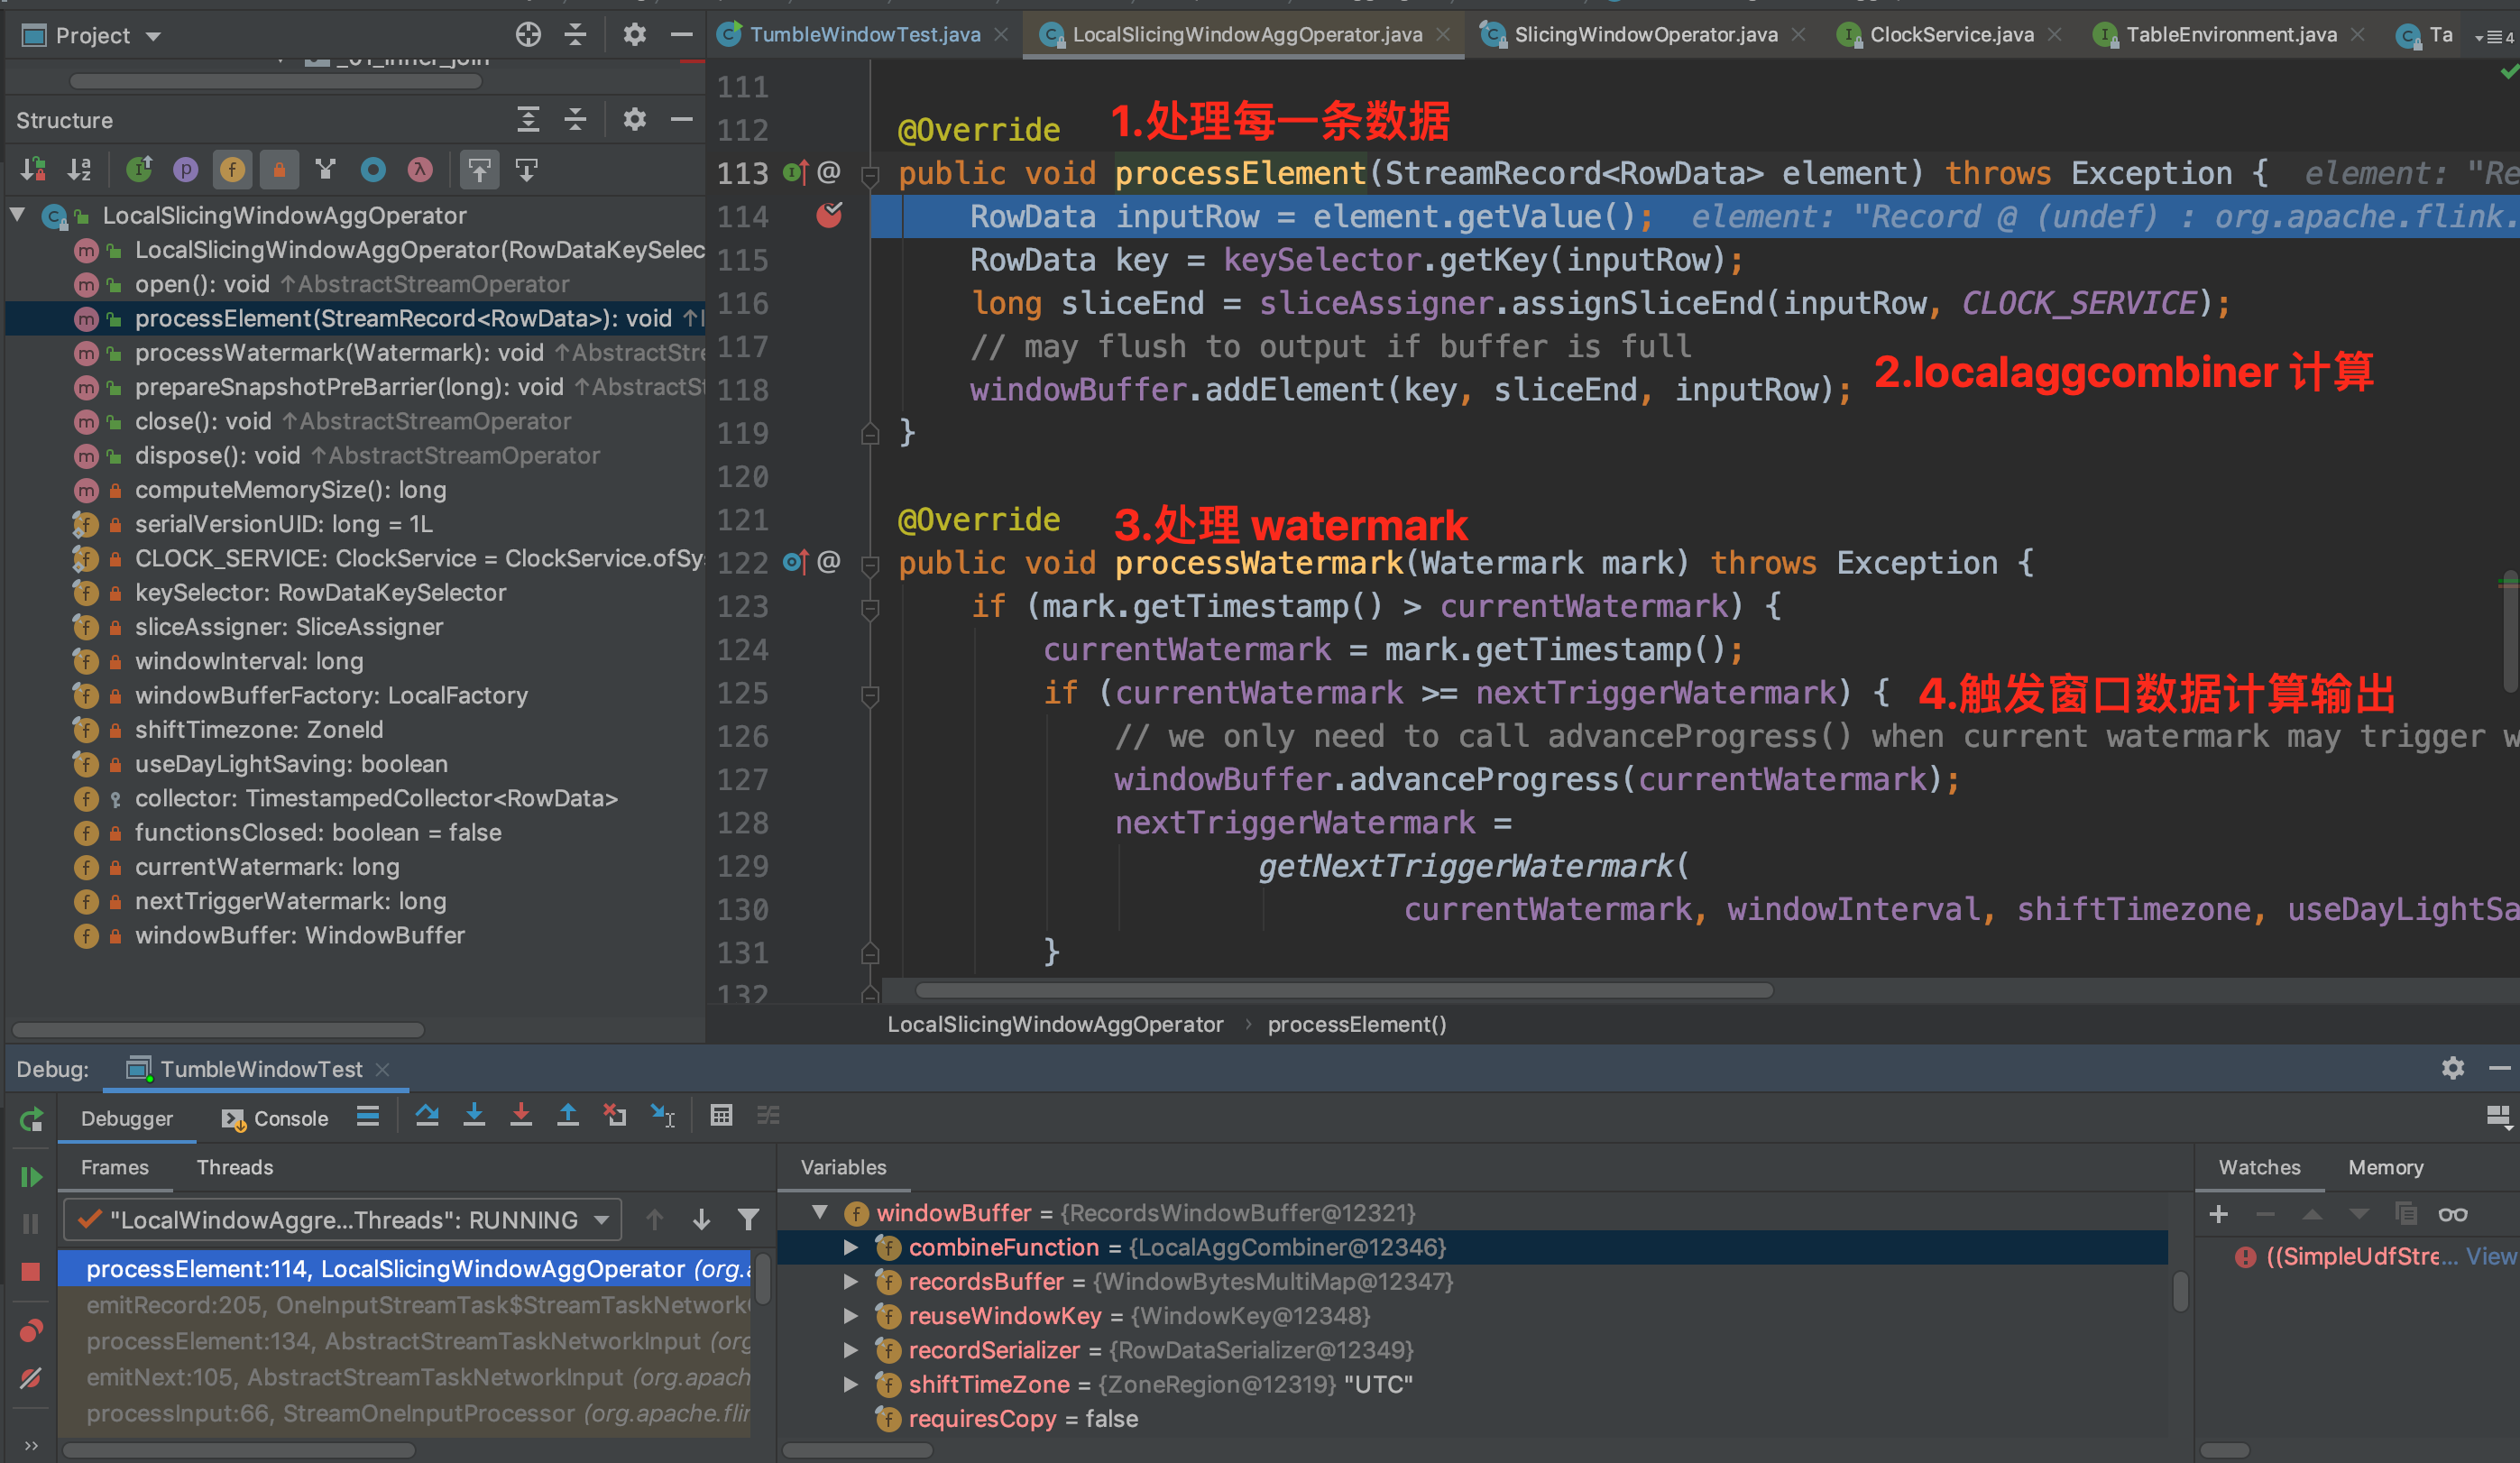 Project
TumbleWindowTest.java
LocalSlicingWindowAggOperator.java
SlicingWindowOperator.java
ClockService.java
TableEnvironment.java
Ta
4
_01_inner_join
Structure
LocalSlicingWindowAggOperator
LocalSlicingWindowAggOperator(RowDataKeySelec
open(): void ↑AbstractStreamOperator
processElement(StreamRecord<RowData>): void ↑I
processWatermark(Watermark): void ↑AbstractStre
prepareSnapshotPreBarrier(long): void ↑AbstractSt
close(): void ↑AbstractStreamOperator
dispose(): void ↑AbstractStreamOperator
computeMemorySize(): long
serialVersionUID: long = 1L
CLOCK_SERVICE: ClockService = ClockService.ofSy
keySelector: RowDataKeySelector
sliceAssigner: SliceAssigner
windowInterval: long
windowBufferFactory: LocalFactory
shiftTimezone: ZoneId
useDayLightSaving: boolean
collector: TimestampedCollector<RowData>
functionsClosed: boolean = false
currentWatermark: long
nextTriggerWatermark: long
windowBuffer: WindowBuffer
111
112 @Override 1.处理每一条数据
113 public void processElement(StreamRecord<RowData> element) throws Exception { element: "Re
114 RowData inputRow = element.getValue(); element: "Record @ (undef) : org.apache.flink.
115 RowData key = keySelector.getKey(inputRow);
116 long sliceEnd = sliceAssigner.assignSliceEnd(inputRow, CLOCK_SERVICE);
117 // may flush to output if buffer is full
118 windowBuffer.addElement(key, sliceEnd, inputRow); 2.localaggcombiner 计算
119 }
120
121 @Override 3.处理 watermark
122 public void processWatermark(Watermark mark) throws Exception {
123 if (mark.getTimestamp() > currentWatermark) {
124 currentWatermark = mark.getTimestamp();
125 if (currentWatermark >= nextTriggerWatermark) { 4.触发窗口数据计算输出
126 // we only need to call advanceProgress() when current watermark may trigger w
127 windowBuffer.advanceProgress(currentWatermark);
128 nextTriggerWatermark =
129 getNextTriggerWatermark(
130 currentWatermark, windowInterval, shiftTimezone, useDayLightSa
131 }
132
LocalSlicingWindowAggOperator › processElement()
Debug: TumbleWindowTest
Debugger Console
Frames Threads
"LocalWindowAggre...Threads": RUNNING
processElement:114, LocalSlicingWindowAggOperator (org.a
emitRecord:205, OneInputStreamTask$StreamTaskNetworkO
processElement:134, AbstractStreamTaskNetworkInput (org
emitNext:105, AbstractStreamTaskNetworkInput (org.apach
processInput:66, StreamOneInputProcessor (org.apache.flin
Variables
windowBuffer = {RecordsWindowBuffer@12321}
combineFunction = {LocalAggCombiner@12346}
recordsBuffer = {WindowBytesMultiMap@12347}
reuseWindowKey = {WindowKey@12348}
recordSerializer = {RowDataSerializer@12349}
shiftTimeZone = {ZoneRegion@12319} "UTC"
requiresCopy = false
Watches Memory
((SimpleUdfStre... View